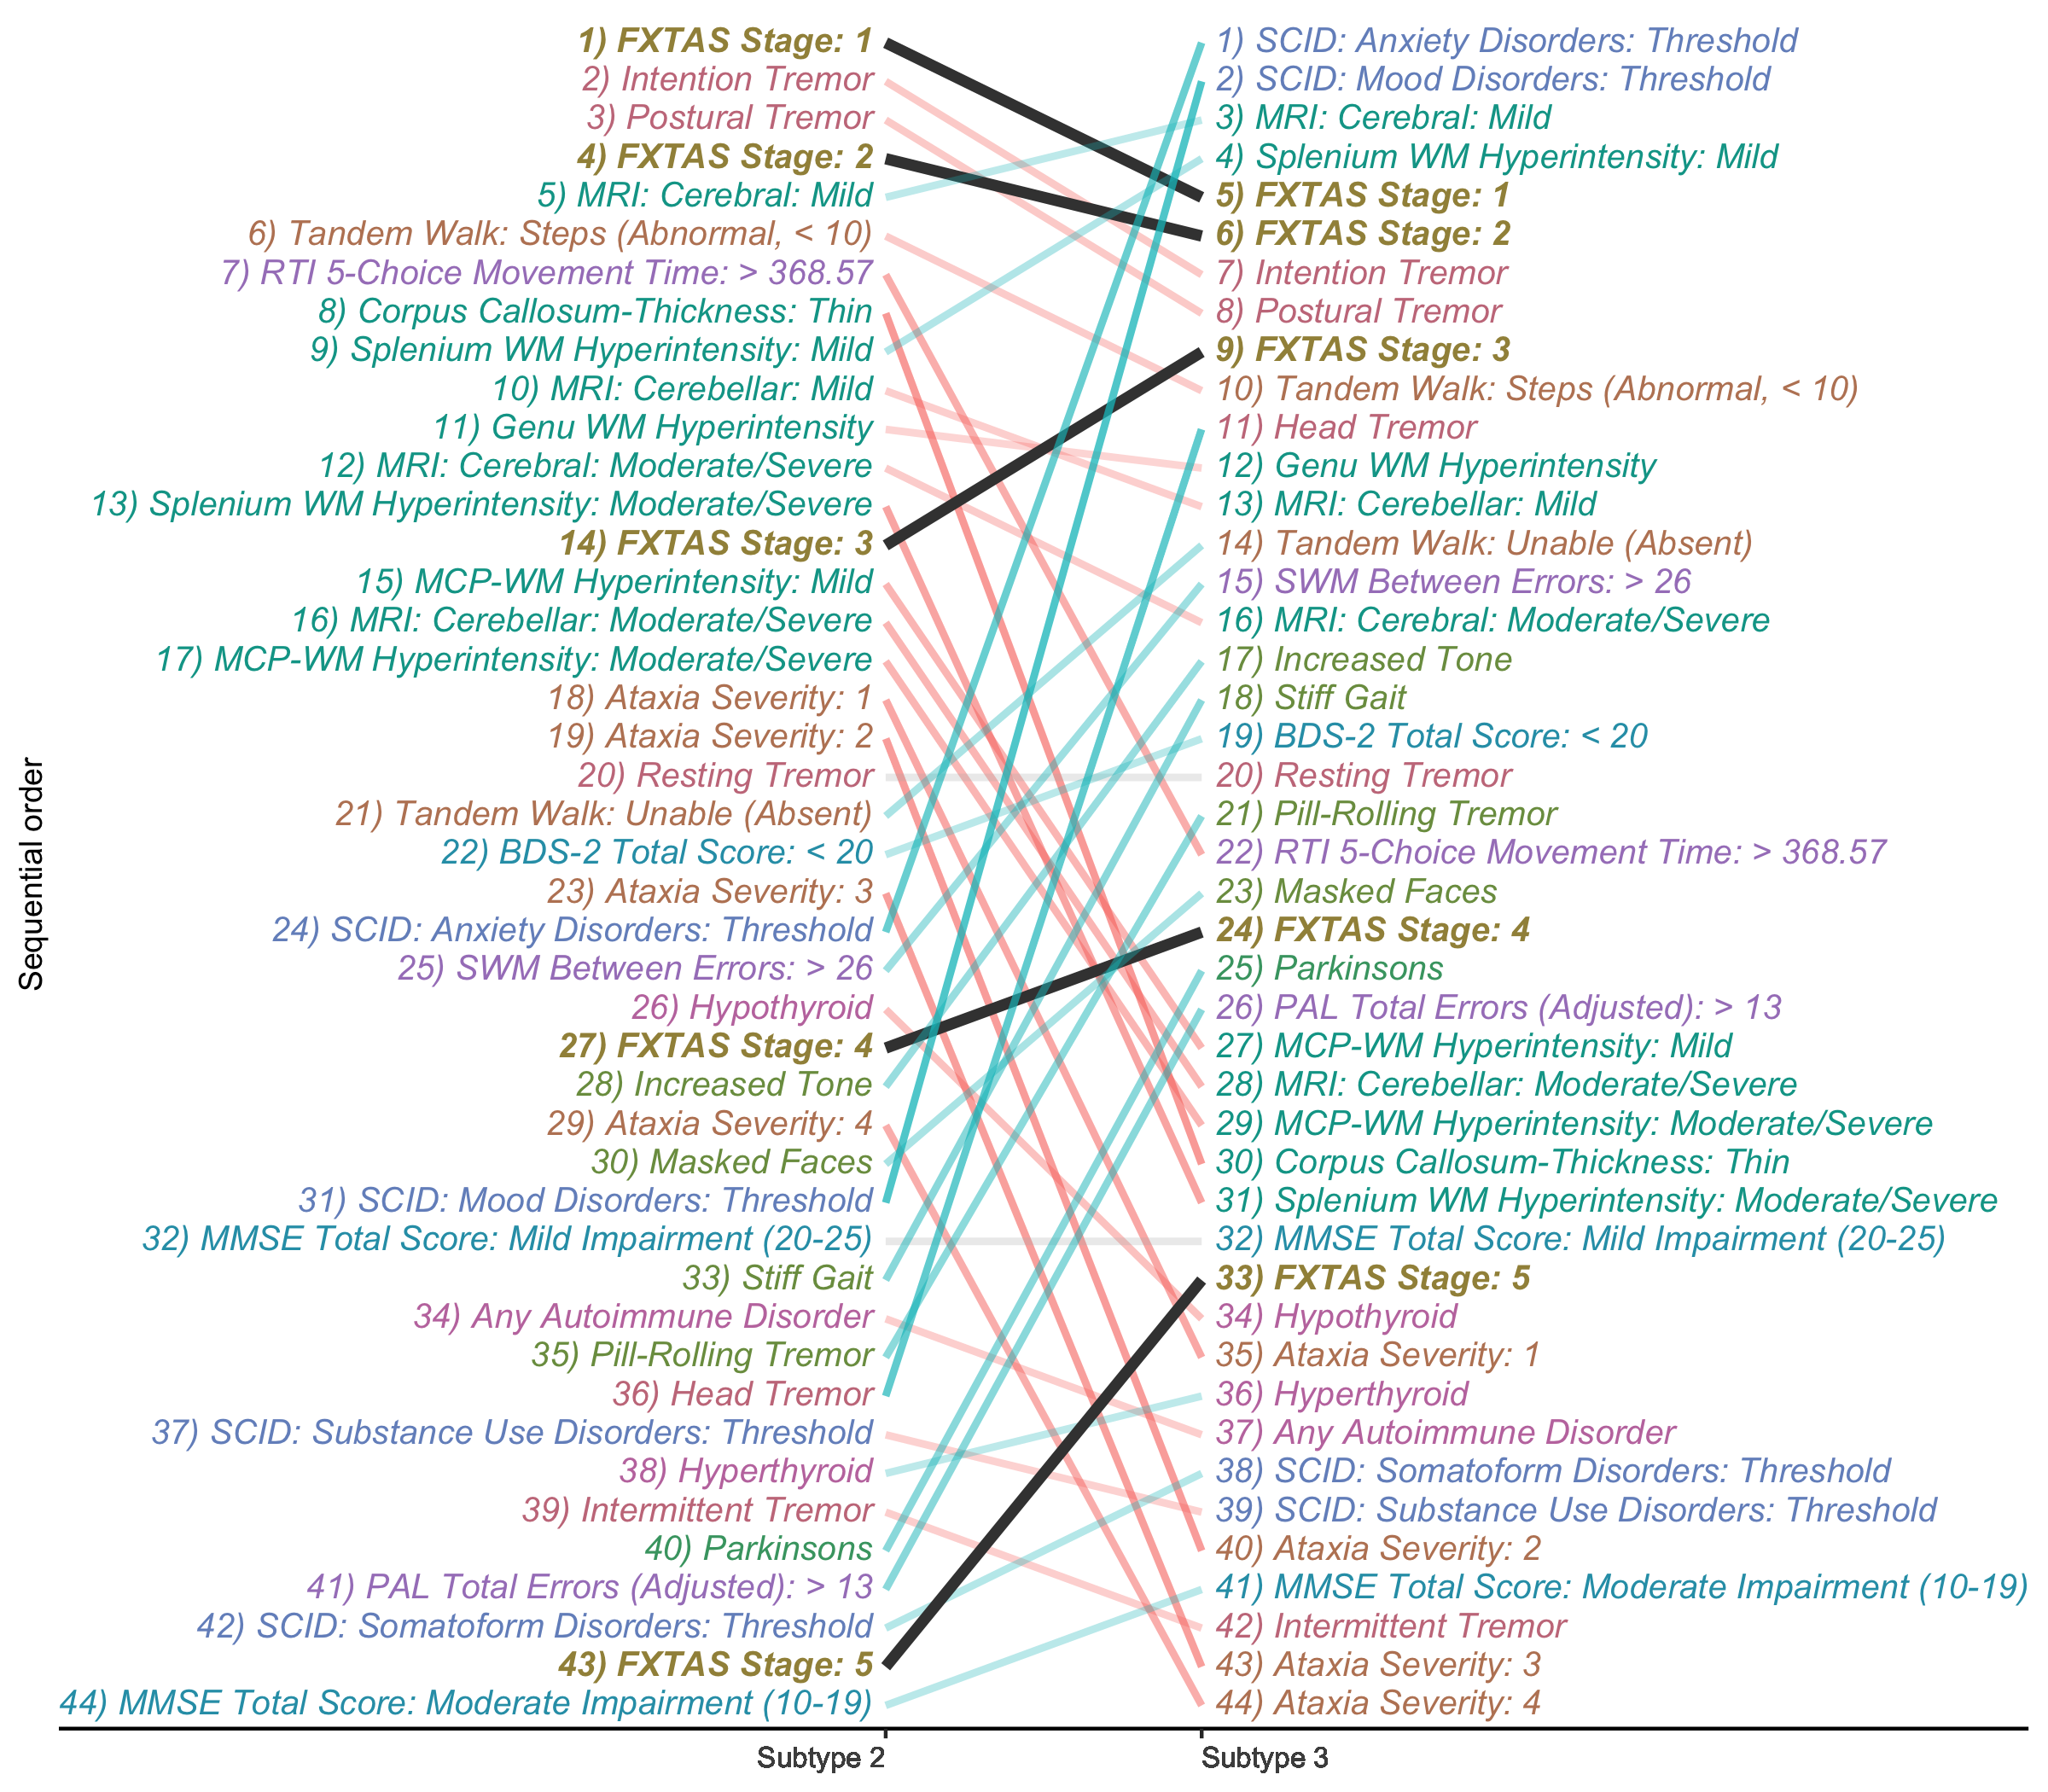 1) FXTAS Stage: 1
2) Intention Tremor
3) Postural Tremor
4) FXTAS Stage: 2
5) MRI: Cerebral: Mild
6) Tandem Walk: Steps (Abnormal, < 10)
7) RTI 5-Choice Movement Time: > 368.57
8) Corpus Callosum-Thickness: Thin
9) Splenium WM Hyperintensity: Mild
10) MRI: Cerebellar: Mild
11) Genu WM Hyperintensity
12) MRI: Cerebral: Moderate/Severe
13) Splenium WM Hyperintensity: Moderate/Severe
14) FXTAS Stage: 3
15) MCP-WM Hyperintensity: Mild
16) MRI: Cerebellar: Moderate/Severe
17) MCP-WM Hyperintensity: Moderate/Severe
18) Ataxia Severity: 1
19) Ataxia Severity: 2
20) Resting Tremor
21) Tandem Walk: Unable (Absent)
22) BDS-2 Total Score: < 20
23) Ataxia Severity: 3
24) SCID: Anxiety Disorders: Threshold
25) SWM Between Errors: > 26
26) Hypothyroid
27) FXTAS Stage: 4
28) Increased Tone
29) Ataxia Severity: 4
30) Masked Faces
31) SCID: Mood Disorders: Threshold
32) MMSE Total Score: Mild Impairment (20-25)
33) Stiff Gait
34) Any Autoimmune Disorder
35) Pill-Rolling Tremor
36) Head Tremor
37) SCID: Substance Use Disorders: Threshold
38) Hyperthyroid
39) Intermittent Tremor
40) Parkinsons
41) PAL Total Errors (Adjusted): > 13
42) SCID: Somatoform Disorders: Threshold
43) FXTAS Stage: 5
44) MMSE Total Score: Moderate Impairment (10-19)
1) SCID: Anxiety Disorders: Threshold
2) SCID: Mood Disorders: Threshold
3) MRI: Cerebral: Mild
4) Splenium WM Hyperintensity: Mild
5) FXTAS Stage: 1
6) FXTAS Stage: 2
7) Intention Tremor
8) Postural Tremor
9) FXTAS Stage: 3
10) Tandem Walk: Steps (Abnormal, < 10)
11) Head Tremor
12) Genu WM Hyperintensity
13) MRI: Cerebellar: Mild
14) Tandem Walk: Unable (Absent)
15) SWM Between Errors: > 26
16) MRI: Cerebral: Moderate/Severe
17) Increased Tone
18) Stiff Gait
19) BDS-2 Total Score: < 20
20) Resting Tremor
21) Pill-Rolling Tremor
22) RTI 5-Choice Movement Time: > 368.57
23) Masked Faces
24) FXTAS Stage: 4
25) Parkinsons
26) PAL Total Errors (Adjusted): > 13
27) MCP-WM Hyperintensity: Mild
28) MRI: Cerebellar: Moderate/Severe
29) MCP-WM Hyperintensity: Moderate/Severe
30) Corpus Callosum-Thickness: Thin
31) Splenium WM Hyperintensity: Moderate/Severe
32) MMSE Total Score: Mild Impairment (20-25)
33) FXTAS Stage: 5
34) Hypothyroid
35) Ataxia Severity: 1
36) Hyperthyroid
37) Any Autoimmune Disorder
38) SCID: Somatoform Disorders: Threshold
39) SCID: Substance Use Disorders: Threshold
40) Ataxia Severity: 2
41) MMSE Total Score: Moderate Impairment (10-19)
42) Intermittent Tremor
43) Ataxia Severity: 3
44) Ataxia Severity: 4
Sequential order
Subtype 2
Subtype 3